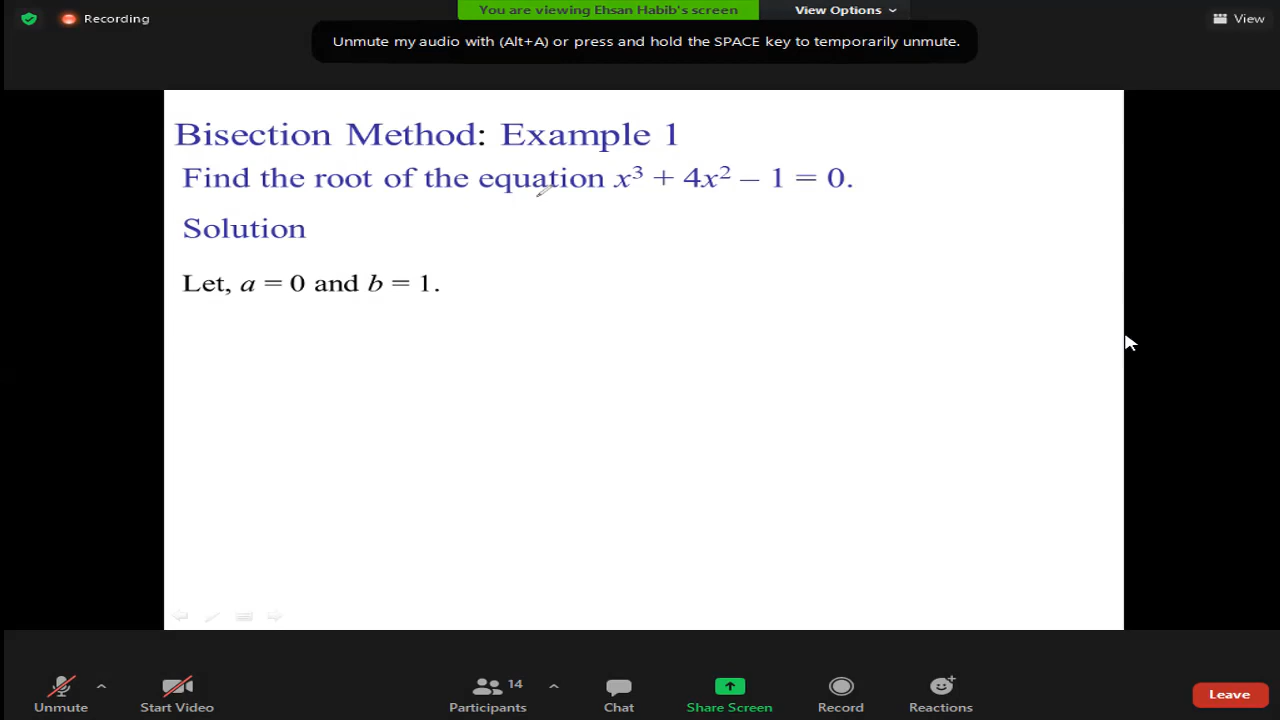 Recording
You are viewing Ehsan Habib's screen
View Options
View
Unmute my audio with (Alt+A) or press and hold the SPACE key to temporarily unmute.
Bisection Method: Example 1
Find the root of the equation x³ + 4x² – 1 = 0.
Solution
Let, a = 0 and b = 1.
Unmute
Start Video
Participants
14
Chat
Share Screen
Record
Reactions
Leave